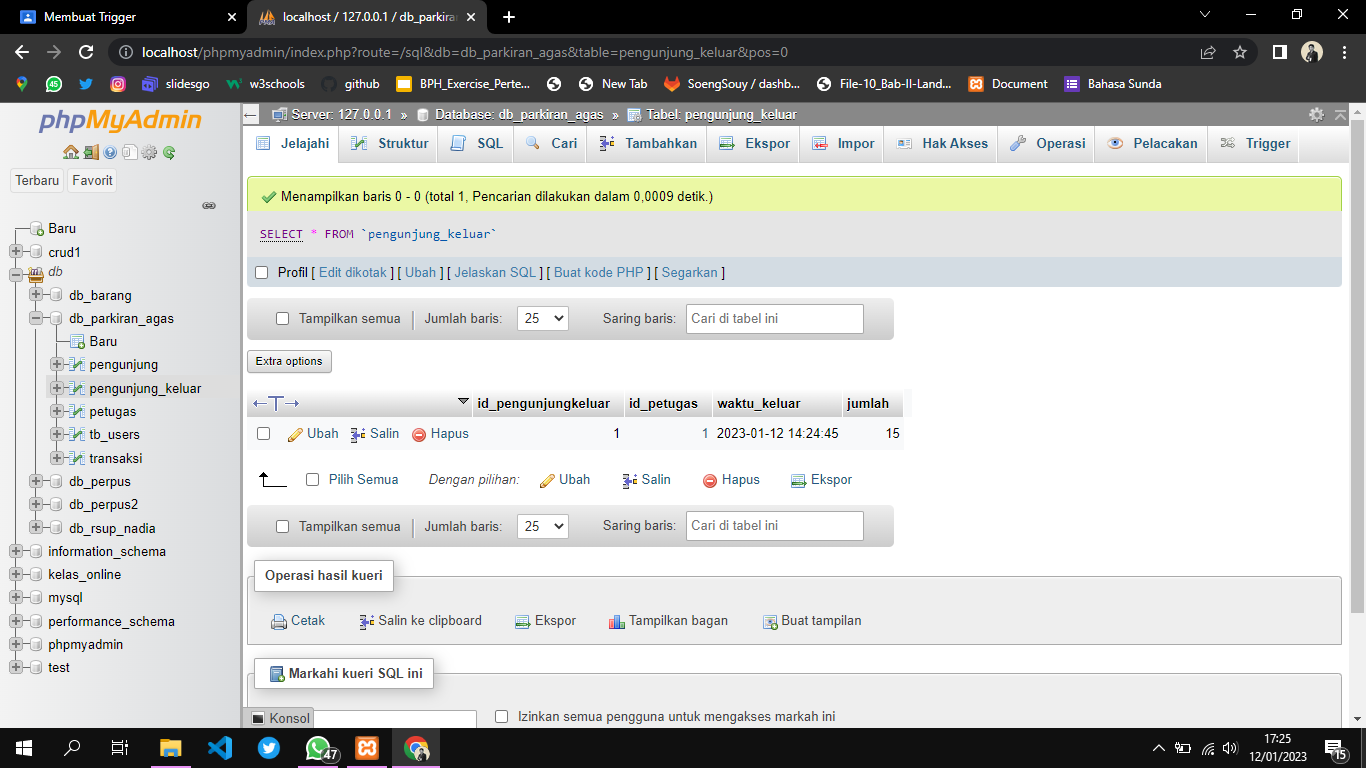 Membuat Trigger
localhost / 127.0.0.1 / db_parkiran
localhost/phpmyadmin/index.php?route=/sql&db=db_parkiran_agas&table=pengunjung_keluar&pos=0
45 slidesgo w3schools github BPH_Exercise_Perte... New Tab SoengSouy / dashb... File-10_Bab-II-Land... Document Bahasa Sunda
phpMyAdmin
Terbaru Favorit
Baru
crud1
db
db_barang
db_parkiran_agas
Baru
pengunjung
pengunjung_keluar
petugas
tb_users
transaksi
db_perpus
db_perpus2
db_rsup_nadia
information_schema
kelas_online
mysql
performance_schema
phpmyadmin
test
Server: 127.0.0.1 » Database: db_parkiran_agas » Tabel: pengunjung_keluar
Jelajahi Struktur SQL Cari Tambahkan Ekspor Impor Hak Akses Operasi Pelacakan Trigger
Menampilkan baris 0 - 0 (total 1, Pencarian dilakukan dalam 0,0009 detik.)
SELECT * FROM `pengunjung_keluar`
Profil [ Edit dikotak ] [ Ubah ] [ Jelaskan SQL ] [ Buat kode PHP ] [ Segarkan ]
Tampilkan semua Jumlah baris: 25 Saring baris: Cari di tabel ini
Extra options
←T→ id_pengunjungkeluar id_petugas waktu_keluar jumlah
Ubah Salin Hapus 1 1 2023-01-12 14:24:45 15
Pilih Semua Dengan pilihan: Ubah Salin Hapus Ekspor
Tampilkan semua Jumlah baris: 25 Saring baris: Cari di tabel ini
Operasi hasil kueri
Cetak Salin ke clipboard Ekspor Tampilkan bagan Buat tampilan
Markahi kueri SQL ini
Konsol Izinkan semua pengguna untuk mengakses markah ini
47
17:25
12/01/2023
15